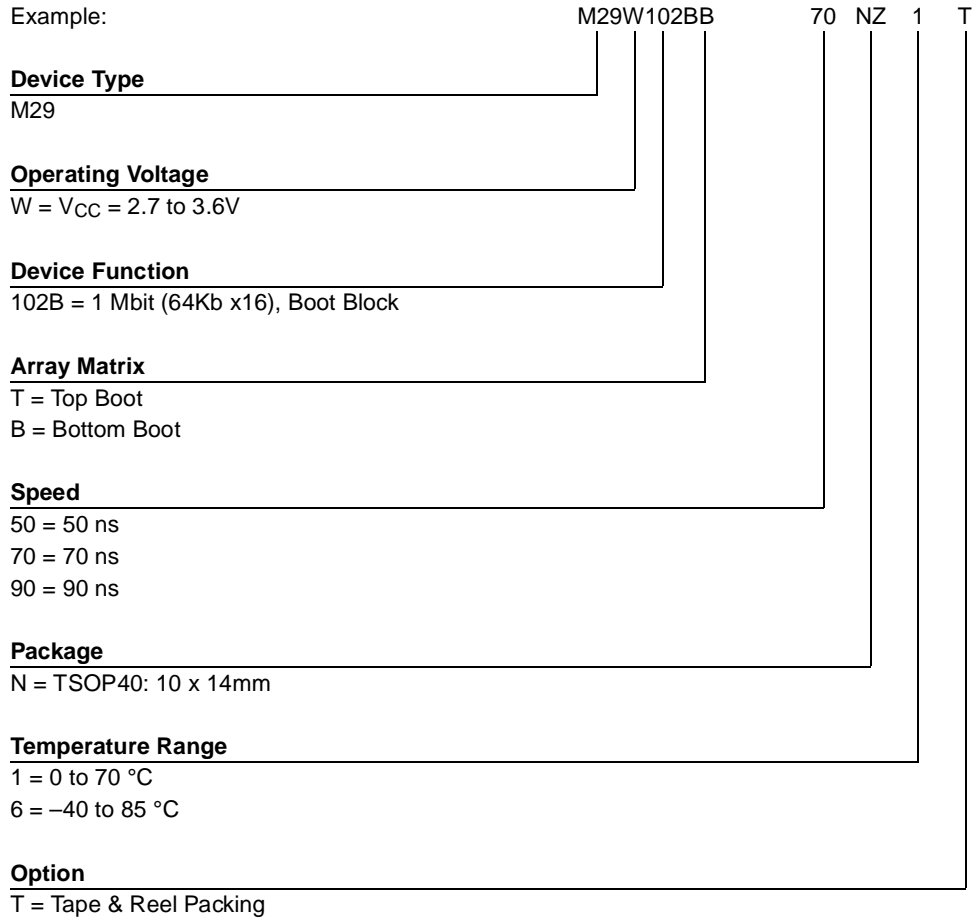 Example: M29W102BB 70 NZ 1 T
Device Type
M29
Operating Voltage
W = VCC = 2.7 to 3.6V
Device Function
102B = 1 Mbit (64Kb x16), Boot Block
Array Matrix
T = Top Boot
B = Bottom Boot
Speed
50 = 50 ns
70 = 70 ns
90 = 90 ns
Package
N = TSOP40: 10 x 14mm
Temperature Range
1 = 0 to 70 °C
6 = –40 to 85 °C
Option
T = Tape & Reel Packing